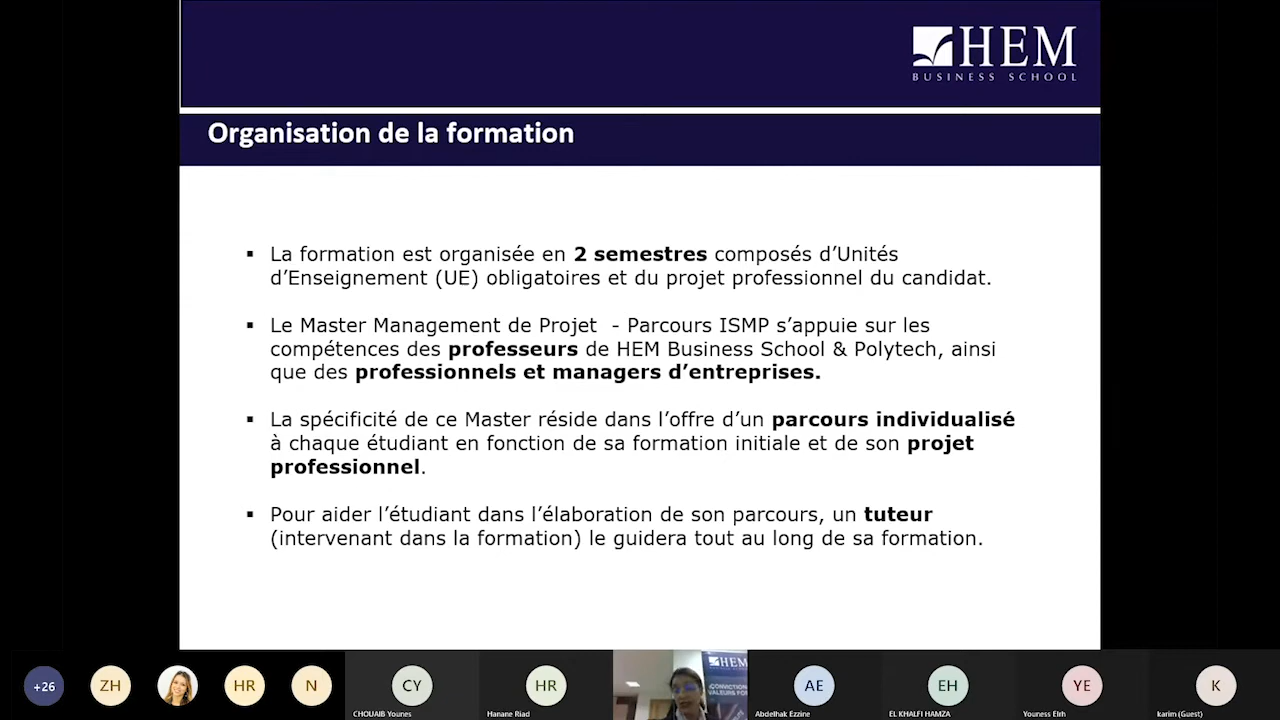 HEM
BUSINESS SCHOOL
Organisation de la formation
▪ La formation est organisée en 2 semestres composés d’Unités
d’Enseignement (UE) obligatoires et du projet professionnel du candidat.
▪ Le Master Management de Projet - Parcours ISMP s’appuie sur les
compétences des professeurs de HEM Business School & Polytech, ainsi
que des professionnels et managers d’entreprises.
▪ La spécificité de ce Master réside dans l’offre d’un parcours individualisé
à chaque étudiant en fonction de sa formation initiale et de son projet
professionnel.
▪ Pour aider l’étudiant dans l’élaboration de son parcours, un tuteur
(intervenant dans la formation) le guidera tout au long de sa formation.
+26
ZH
HR
N
CY
CHOUAIB Younes
HR
Hanane Riad
HEM
AE
Abdelhak Ezzine
EH
EL KHALFI HAMZA
YE
Youness Elrh
K
karim (Guest)